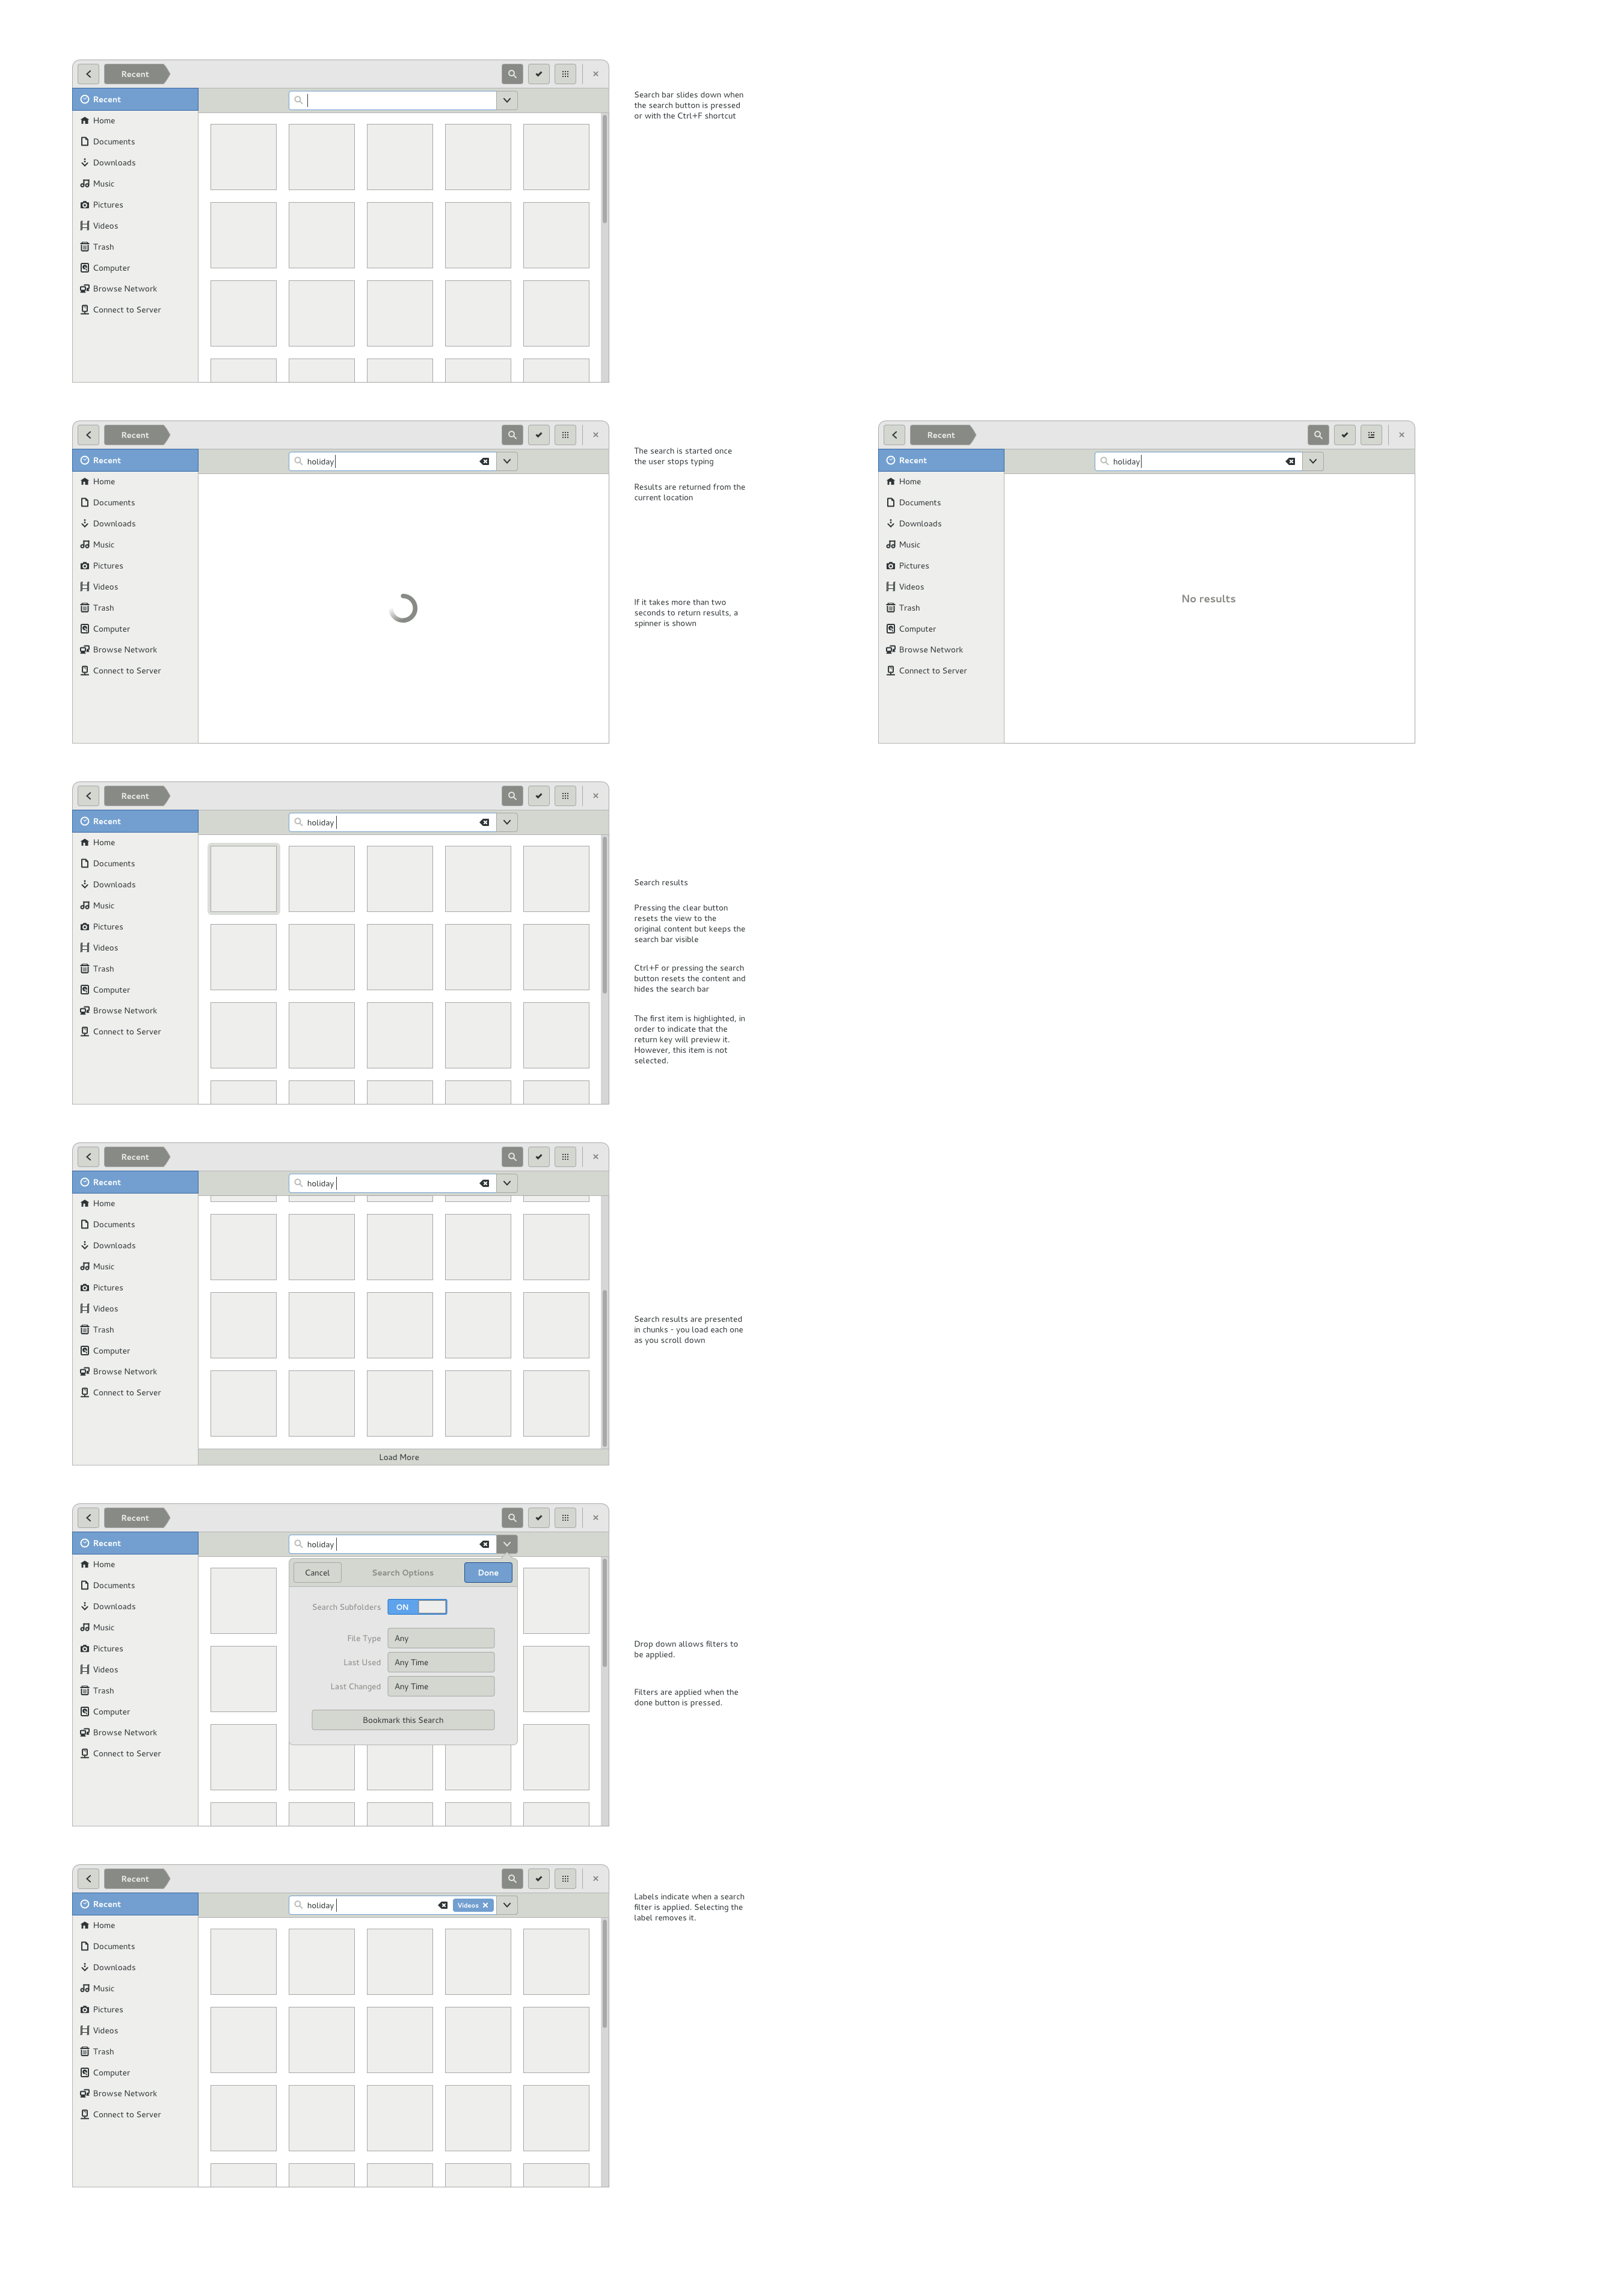 Recent
Recent
Home
Documents
Downloads
Music
Pictures
Videos
Trash
Computer
Browse Network
Connect to Server
Search bar slides down when
the search button is pressed
or with the Ctrl+F shortcut
Recent
Recent
holiday
Home
Documents
Downloads
Music
Pictures
Videos
Trash
Computer
Browse Network
Connect to Server
The search is started once
the user stops typing
Results are returned from the
current location
If it takes more than two
seconds to return results, a
spinner is shown
Recent
Recent
holiday
Home
Documents
Downloads
Music
Pictures
Videos
Trash
Computer
Browse Network
Connect to Server
No results
Recent
Recent
holiday
Home
Documents
Downloads
Music
Pictures
Videos
Trash
Computer
Browse Network
Connect to Server
Search results
Pressing the clear button
resets the view to the
original content but keeps the
search bar visible
Ctrl+F or pressing the search
button resets the content and
hides the search bar
The first item is highlighted, in
order to indicate that the
return key will preview it.
However, this item is not
selected.
Recent
Recent
holiday
Home
Documents
Downloads
Music
Pictures
Videos
Trash
Computer
Browse Network
Connect to Server
Load More
Search results are presented
in chunks - you load each one
as you scroll down
Recent
Recent
holiday
Home
Documents
Downloads
Music
Pictures
Videos
Trash
Computer
Browse Network
Connect to Server
Cancel
Search Options
Done
Search Subfolders
ON
File Type
Any
Last Used
Any Time
Last Changed
Any Time
Bookmark this Search
Drop down allows filters to
be applied.
Filters are applied when the
done button is pressed.
Recent
Recent
holiday
Videos
Home
Documents
Downloads
Music
Pictures
Videos
Trash
Computer
Browse Network
Connect to Server
Labels indicate when a search
filter is applied. Selecting the
label removes it.